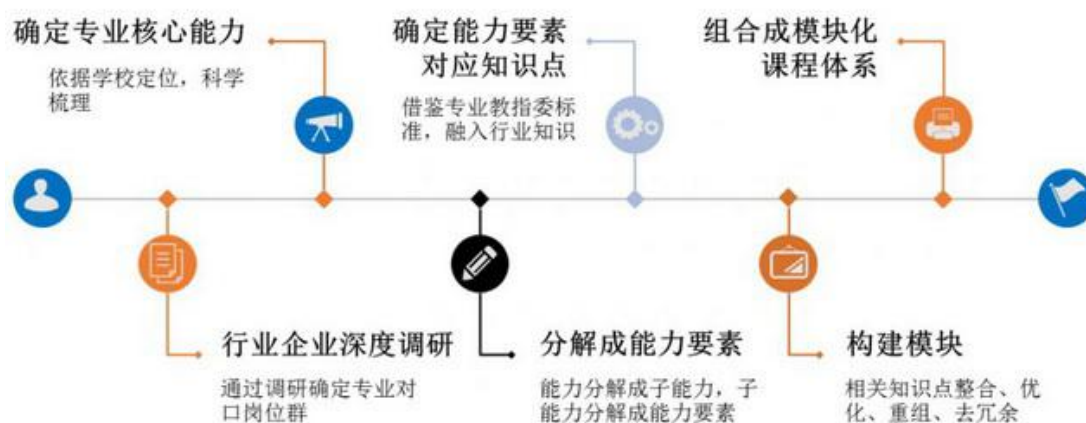 确定专业核心能力
依据学校定位，科学
梳理
确定能力要素
对应知识点
借鉴专业教指委标
准，融入行业知识
组合成模块化
课程体系
行业企业深度调研
通过调研确定专业对
口岗位群
分解成能力要素
能力分解成子能力，子
能力分解成能力要素
构建模块
相关知识点整合、优
化、重组、去冗余